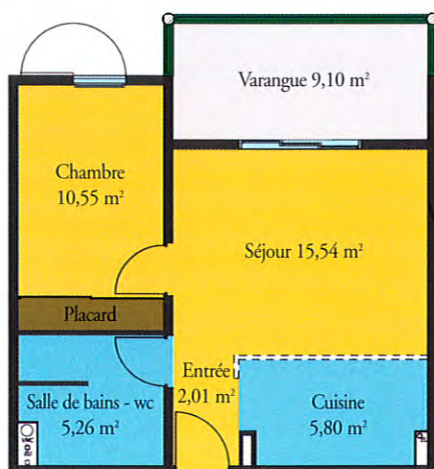 Varangue 9,10 m²
Chambre
10,55 m²
Séjour 15,54 m²
Placard
Entrée
2,01 m²
Salle de bains - wc
5,26 m²
Cuisine
5,80 m²